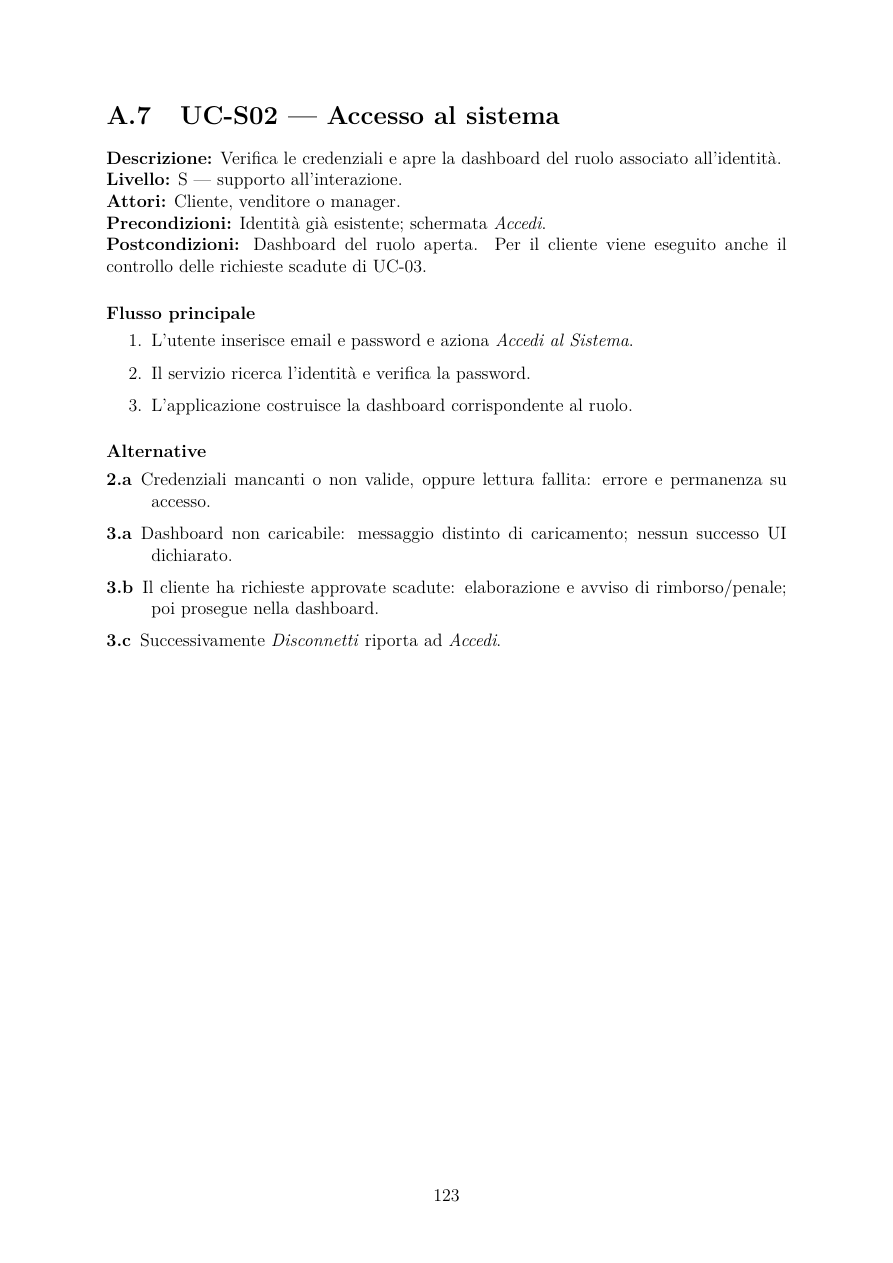 A.7 UC-S02 — Accesso al sistema
Descrizione: Verifica le credenziali e apre la dashboard del ruolo associato all'identità.
Livello: S — supporto all'interazione.
Attori: Cliente, venditore o manager.
Precondizioni: Identità già esistente; schermata Accedi.
Postcondizioni: Dashboard del ruolo aperta. Per il cliente viene eseguito anche il
controllo delle richieste scadute di UC-03.
Flusso principale
1. L'utente inserisce email e password e aziona Accedi al Sistema.
2. Il servizio ricerca l'identità e verifica la password.
3. L'applicazione costruisce la dashboard corrispondente al ruolo.
Alternative
2.a Credenziali mancanti o non valide, oppure lettura fallita: errore e permanenza su
accesso.
3.a Dashboard non caricabile: messaggio distinto di caricamento; nessun successo UI
dichiarato.
3.b Il cliente ha richieste approvate scadute: elaborazione e avviso di rimborso/penale;
poi prosegue nella dashboard.
3.c Successivamente Disconnetti riporta ad Accedi.
123